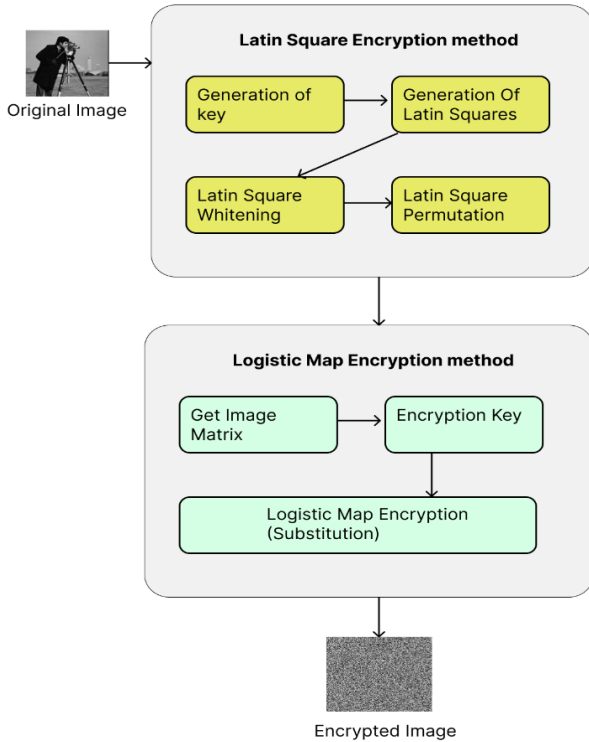 Original Image
Latin Square Encryption method
Generation of
key
Generation Of
Latin Squares
Latin Square
Whitening
Latin Square
Permutation
Logistic Map Encryption method
Get Image
Matrix
Encryption Key
Logistic Map Encryption
(Substitution)
Encrypted Image